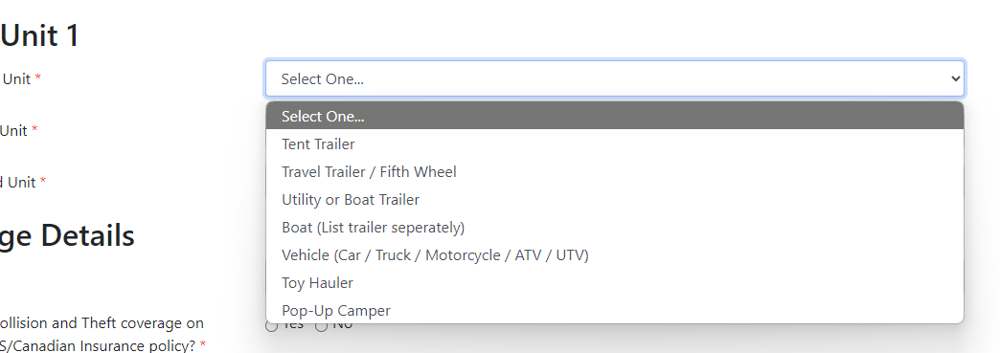 Unit 1
Unit *
Select One...
Select One...
Tent Trailer
Unit *
Travel Trailer / Fifth Wheel
d Unit *
Utility or Boat Trailer
ge Details
Boat (List trailer seperately)
Vehicle (Car / Truck / Motorcycle / ATV / UTV)
Toy Hauler
Pop-Up Camper
ollision and Theft coverage on
Yes No
S/Canadian Insurance policy? *